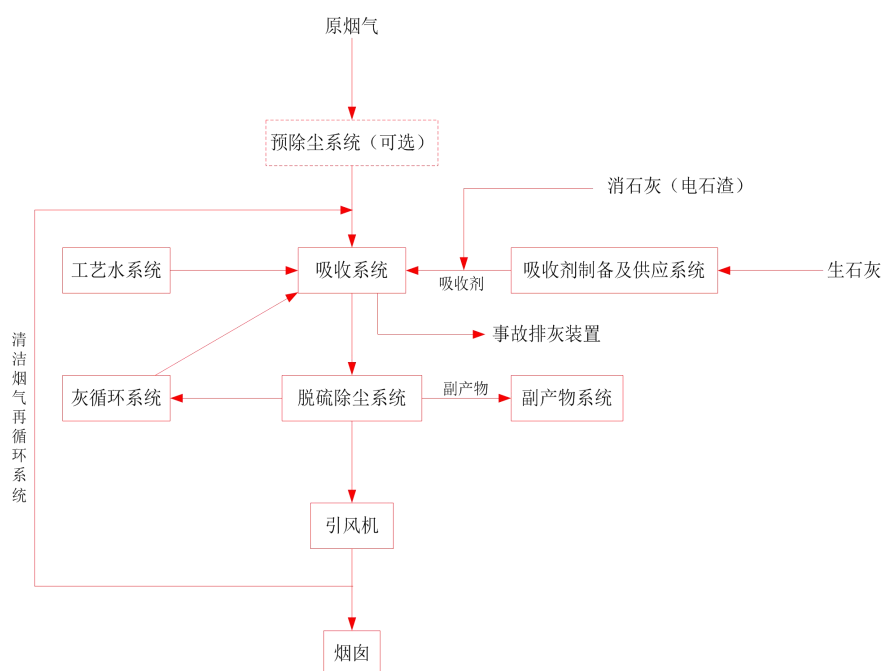 原烟气
预除尘系统（可选）
消石灰（电石渣）
工艺水系统
吸收系统
吸收剂
吸收剂制备及供应系统
生石灰
事故排灰装置
清洁烟气再循环系统
灰循环系统
脱硫除尘系统
副产物
副产物系统
引风机
烟囱